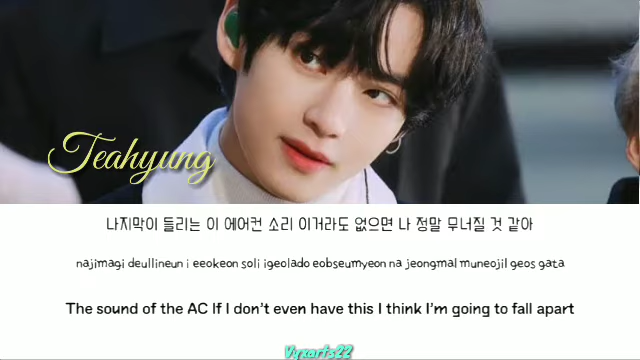 Teahyung
나지막이 들리는 이 에어컨 소리 이거라도 없으면 나 정말 무너질 것 같아
najimagi deullineun i eeokeon soli igeolado eobseumyeon na jeongmal muneojil geos gata
The sound of the AC If I don't even have this I think I'm going to fall apart
Vyxarts22